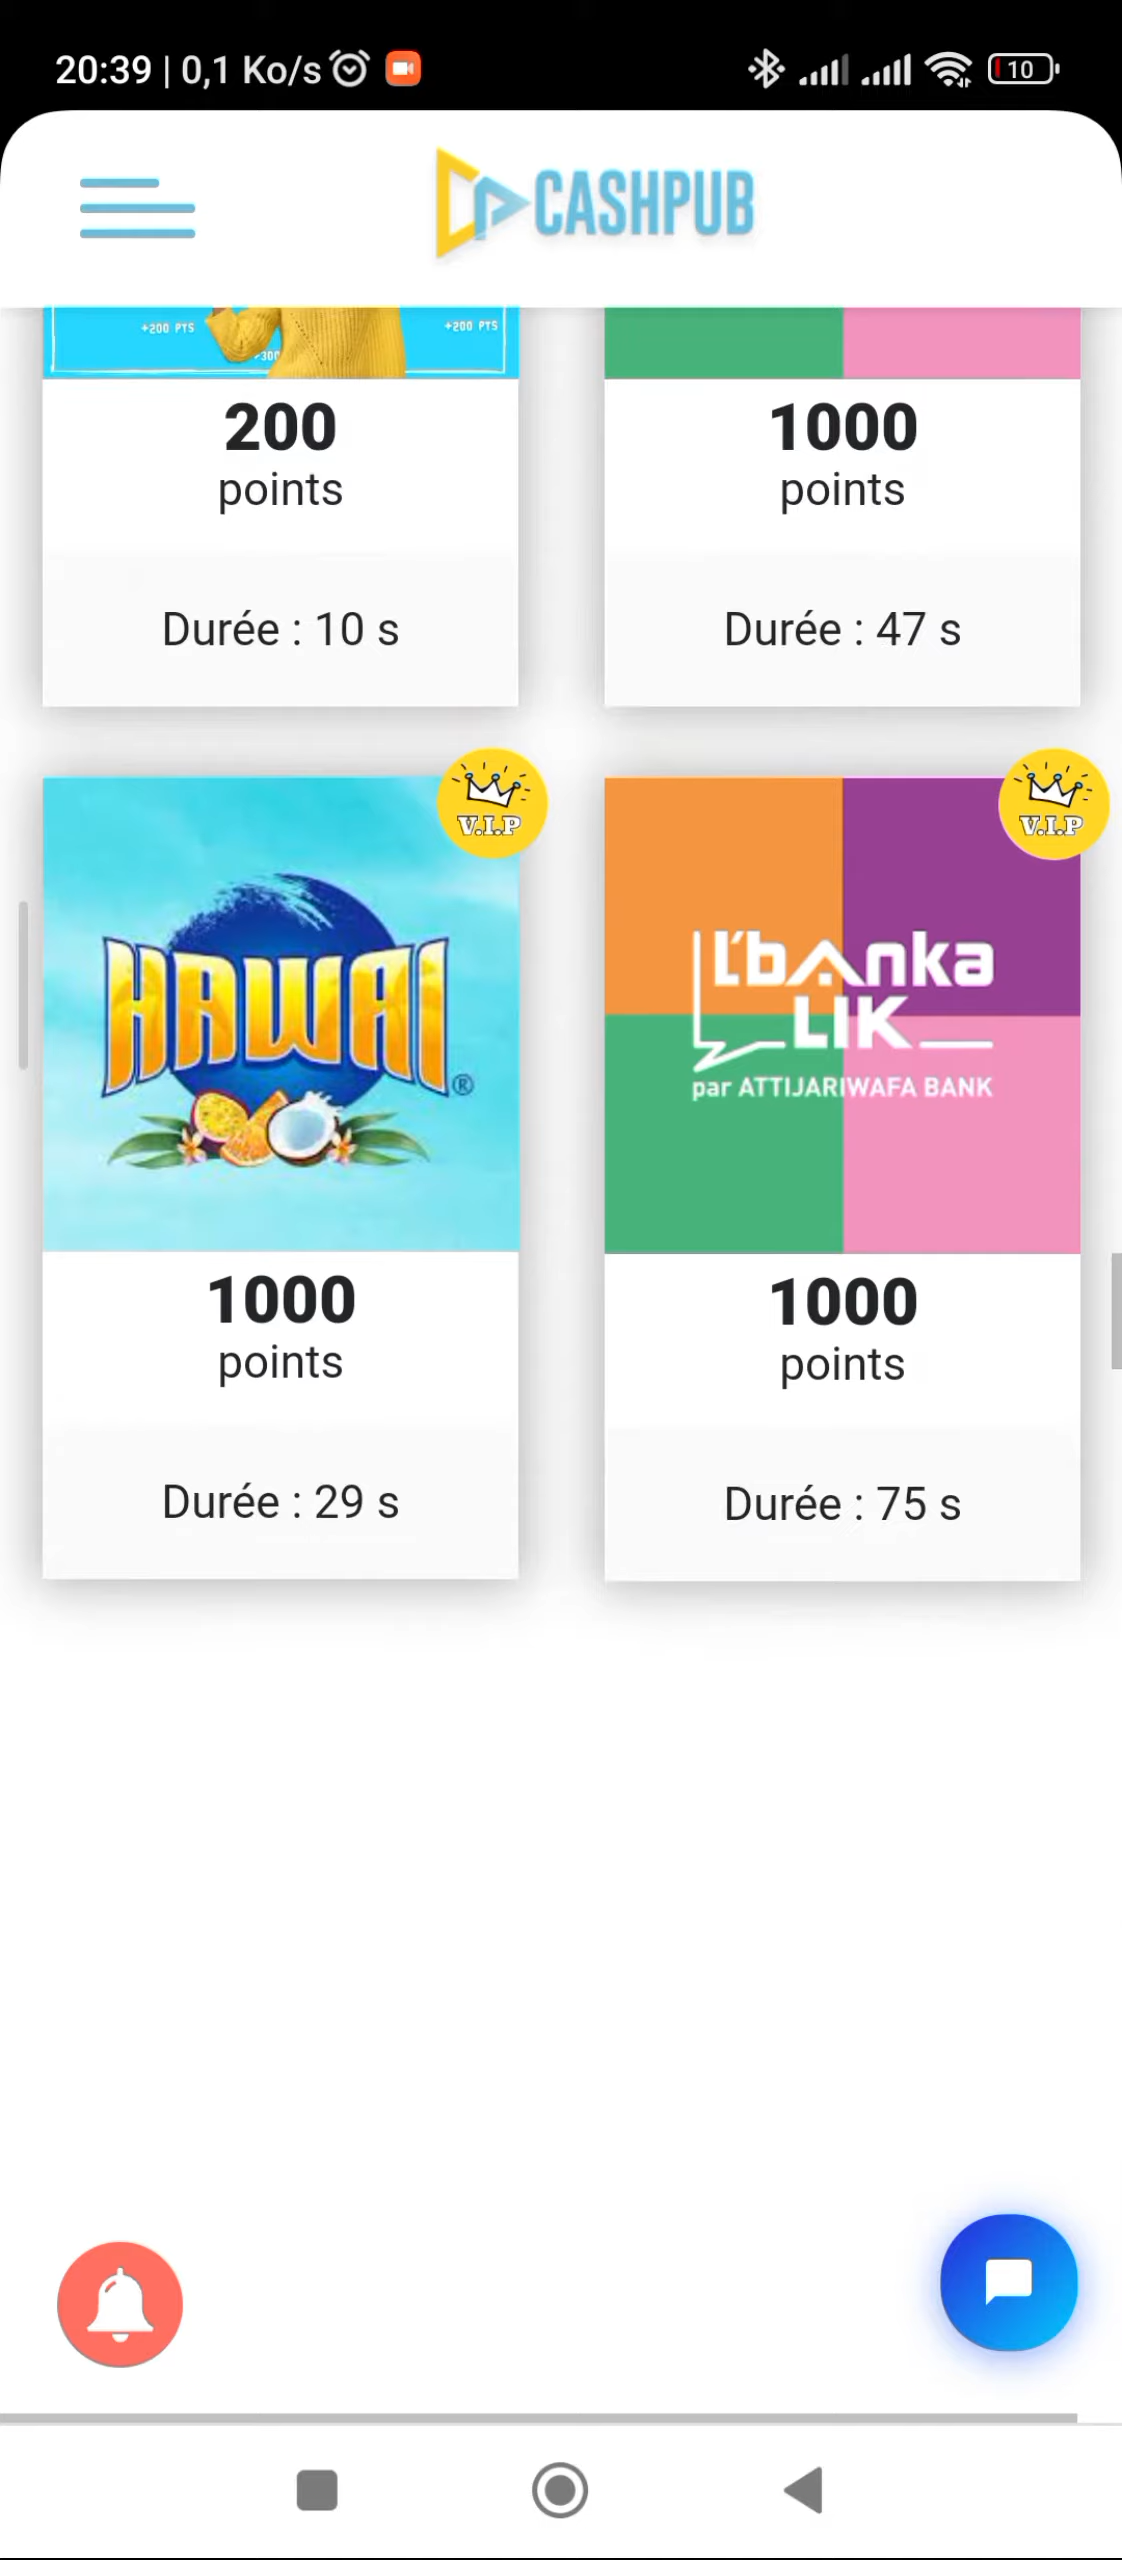 20:39 | 0,1 Ko/s
10
CASHPUB
+200 PTS
+200 PTS
+300
200
points
1000
points
Durée : 10 s
Durée : 47 s
V.I.P
V.I.P
HAWAI
®
L'bAnka
LIK
par ATTIJARIWAFA BANK
1000
points
1000
points
Durée : 29 s
Durée : 75 s